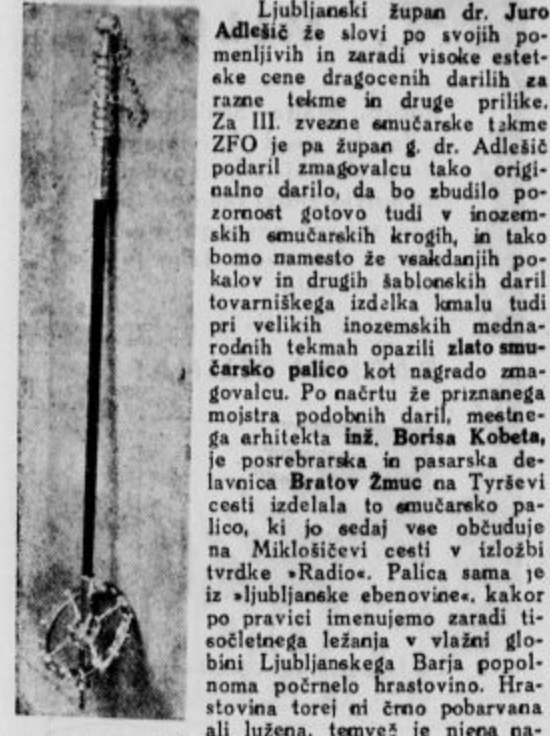 Ljubljanski župan dr. Juro
Adlešič že slovi po svojih po-
menljivih in zaradi visoke estet-
ske cene dragocenih darilih za
razne tekme in druge prilike.
Za III. zvezne smučarske tekme
ZFO je pa župan g. dr. Adlešič
podaril zmagovalcu tako origi-
nalno darilo, da bo zbudilo po-
zornost gotovo tudi v inozem-
skih smučarskih krogih, in tako
bomo namesto že vsakdanjih po-
kalov in drugih šablonskih daril
tovarniškega izdelka kmalu tudi
pri velikih inozemskih medna-
rodnih tekmah opazili zlato smu-
čarsko palico kot nagrado zma-
govalcu. Po načrtu že priznanega
mojstra podobnih daril, mestne-
ga arhitekta inž. Borisa Kobeta,
je posrebrarska in pasarska de-
lavnica Bratov Žmuc na Tyrševi
cesti izdelala to smučarsko pa-
lico, ki jo sedaj vse občuduje
na Miklošičevi cesti v izložbi
tvrdke »Radio«. Palica sama je
iz »ljubljanske ebenovine«, kakor
po pravici imenujemo zaradi ti-
sočletnega ležanja v vlažni glo-
bini Ljubljanskega Barja popol-
noma počrnelo hrastovino. Hra-
stovina torej ni črno pobarvana
ali lužena, temveč je njena na-